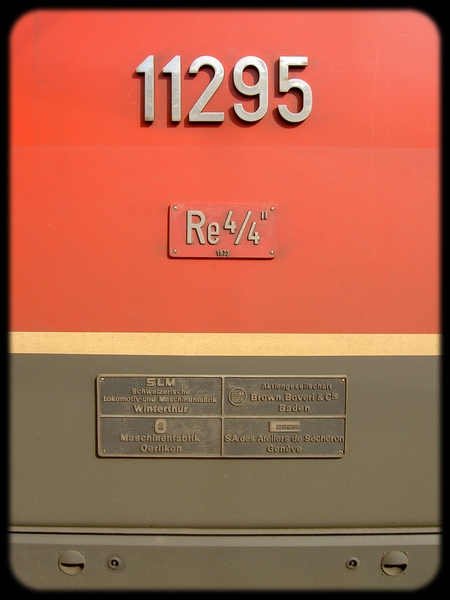 11295
Re 4/4 II
SLM
Schweizerische
Lokomotiv-und Maschinenfabrik
Winterthur
Aktiengesellschaft
Brown, Boveri & Cie
Baden
Maschinenfabrik
Oerlikon
SA des Ateliers de Sécheron
Genève